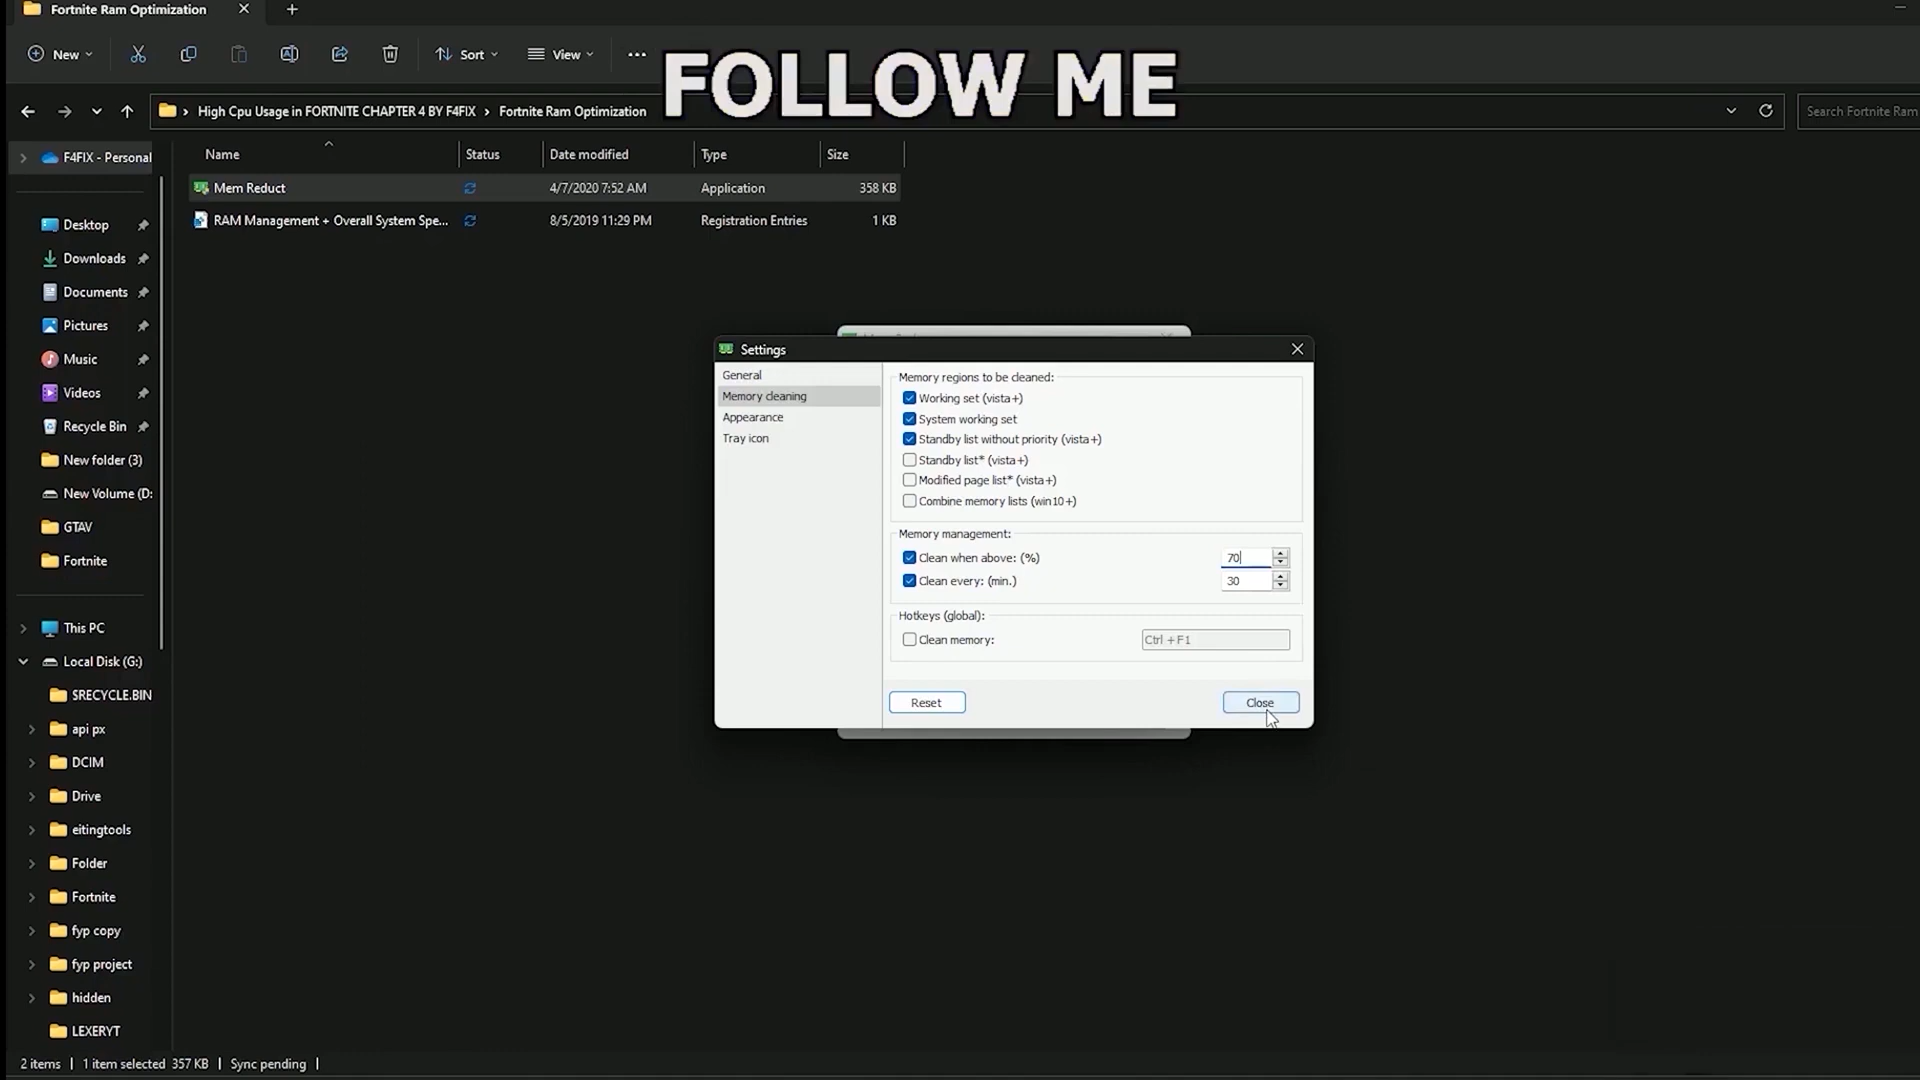 Fortnite Ram Optimization
New
Sort
View
FOLLOW ME
High Cpu Usage in FORTNITE CHAPTER 4 BY F4FIX
Fortnite Ram Optimization
Search Fortnite Ram
F4FIX - Personal
Name
Status
Date modified
Type
Size
Mem Reduct
4/7/2020 7:52 AM
Application
358 KB
RAM Management + Overall System Spe...
8/5/2019 11:29 PM
Registration Entries
1 KB
Desktop
Downloads
Documents
Pictures
Music
Videos
Recycle Bin
New folder (3)
New Volume (D:
GTAV
Fortnite
This PC
Local Disk (G:)
$RECYCLE.BIN
api px
DCIM
Drive
eitingtools
Folder
Fortnite
fyp copy
fyp project
hidden
LEXERYT
Settings
General
Memory cleaning
Appearance
Tray icon
Memory regions to be cleaned:
Working set (vista+)
System working set
Standby list without priority (vista+)
Standby list* (vista+)
Modified page list* (vista+)
Combine memory lists (win10+)
Memory management:
Clean when above: (%)
70
Clean every: (min.)
30
Hotkeys (global):
Clean memory:
Ctrl +F1
Reset
Close
2 items
1 item selected 357 KB
Sync pending